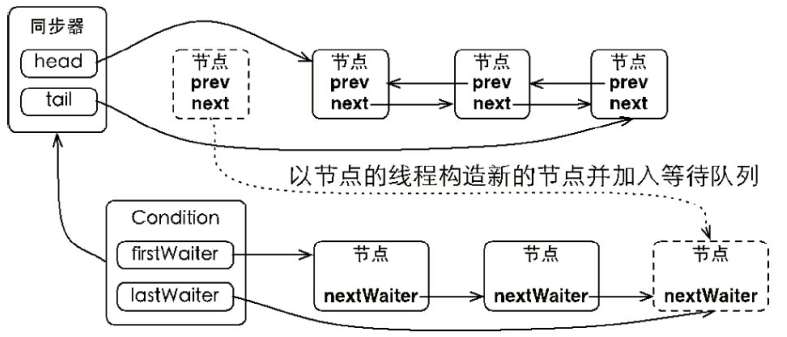 同步器
head
tail
节点
prev
next
节点
prev
next
节点
prev
next
节点
prev
next
以节点的线程构造新的节点并加入等待队列
Condition
firstWaiter
lastWaiter
节点
nextWaiter
节点
nextWaiter
节点
nextWaiter